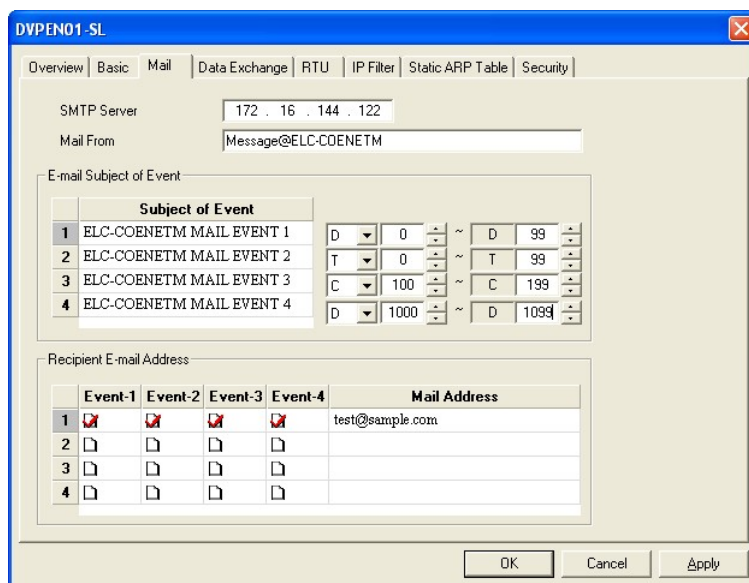 DVPEN01-SL
Overview Basic Mail Data Exchange RTU IP Filter Static ARP Table Security
SMTP Server 172 . 16 . 144 . 122
Mail From Message@ELC-COENETM
E-mail Subject of Event
Subject of Event
1 ELC-COENETM MAIL EVENT 1 D 0 ~ D 99
2 ELC-COENETM MAIL EVENT 2 T 0 ~ T 99
3 ELC-COENETM MAIL EVENT 3 C 100 ~ C 199
4 ELC-COENETM MAIL EVENT 4 D 1000 ~ D 1099
Recipient E-mail Address
Event-1 Event-2 Event-3 Event-4 Mail Address
1 test@sample.com
2
3
4
OK Cancel Apply